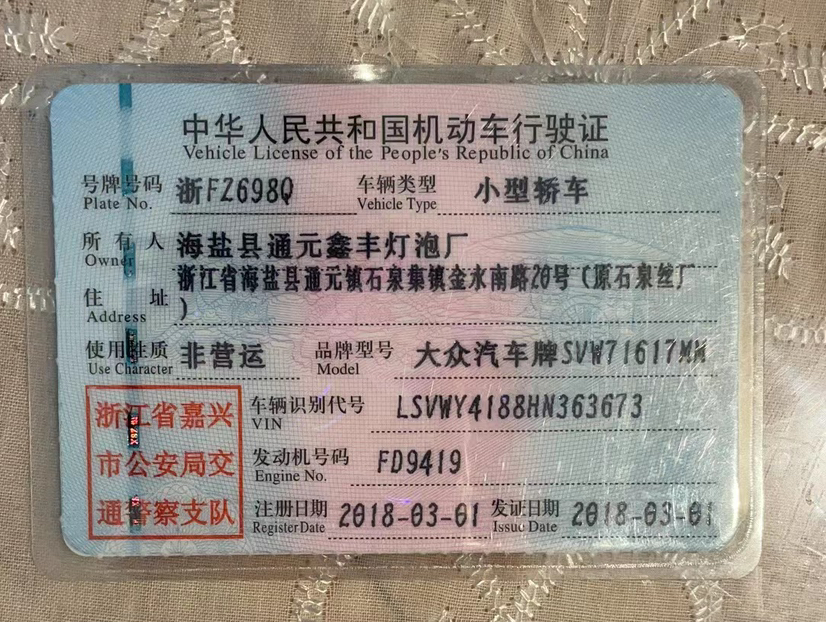 中华人民共和国机动车行驶证
Vehicle License of the People's Republic of China
号牌号码 浙FZ698Q 车辆类型 小型轿车
Plate No. Vehicle Type
所有人 海盐县通元鑫丰灯泡厂
Owner
住址 浙江省海盐县通元镇石泉集镇金水南路20号(原石泉丝厂
Address )
使用性质 非营运 品牌型号 大众汽车牌SVW71617MM
Use Character Model
浙江省嘉兴
市公安局交
通警察支队
车辆识别代号 LSVWY4188HN363673
VIN
发动机号码 FD9419
Engine No.
注册日期 2018-03-01 发证日期 2018-03-01
Register Date Issue Date